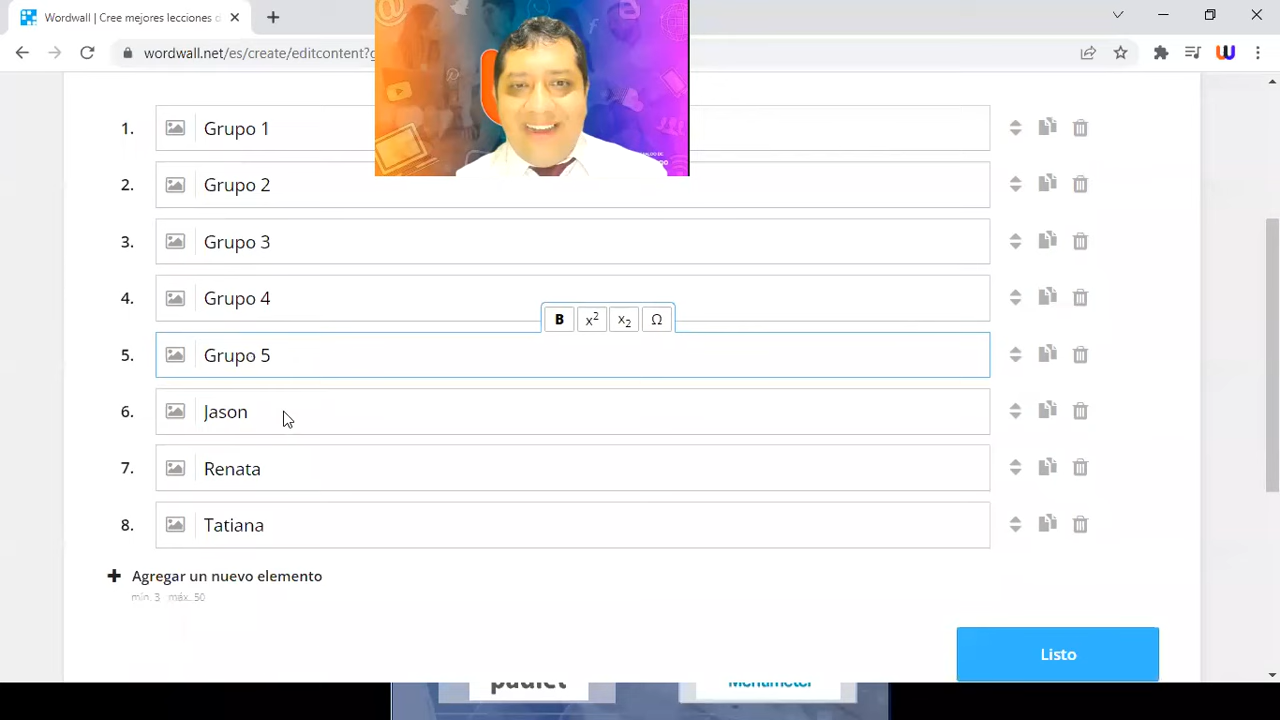 Wordwall | Cree mejores lecciones d
wordwall.net/es/create/editcontent?g
1. Grupo 1
2. Grupo 2
3. Grupo 3
4. Grupo 4
B x² x₂ Ω
5. Grupo 5
6. Jason
7. Renata
8. Tatiana
Agregar un nuevo elemento
mín. 3 máx. 50
Listo
padlet
Mentimeter